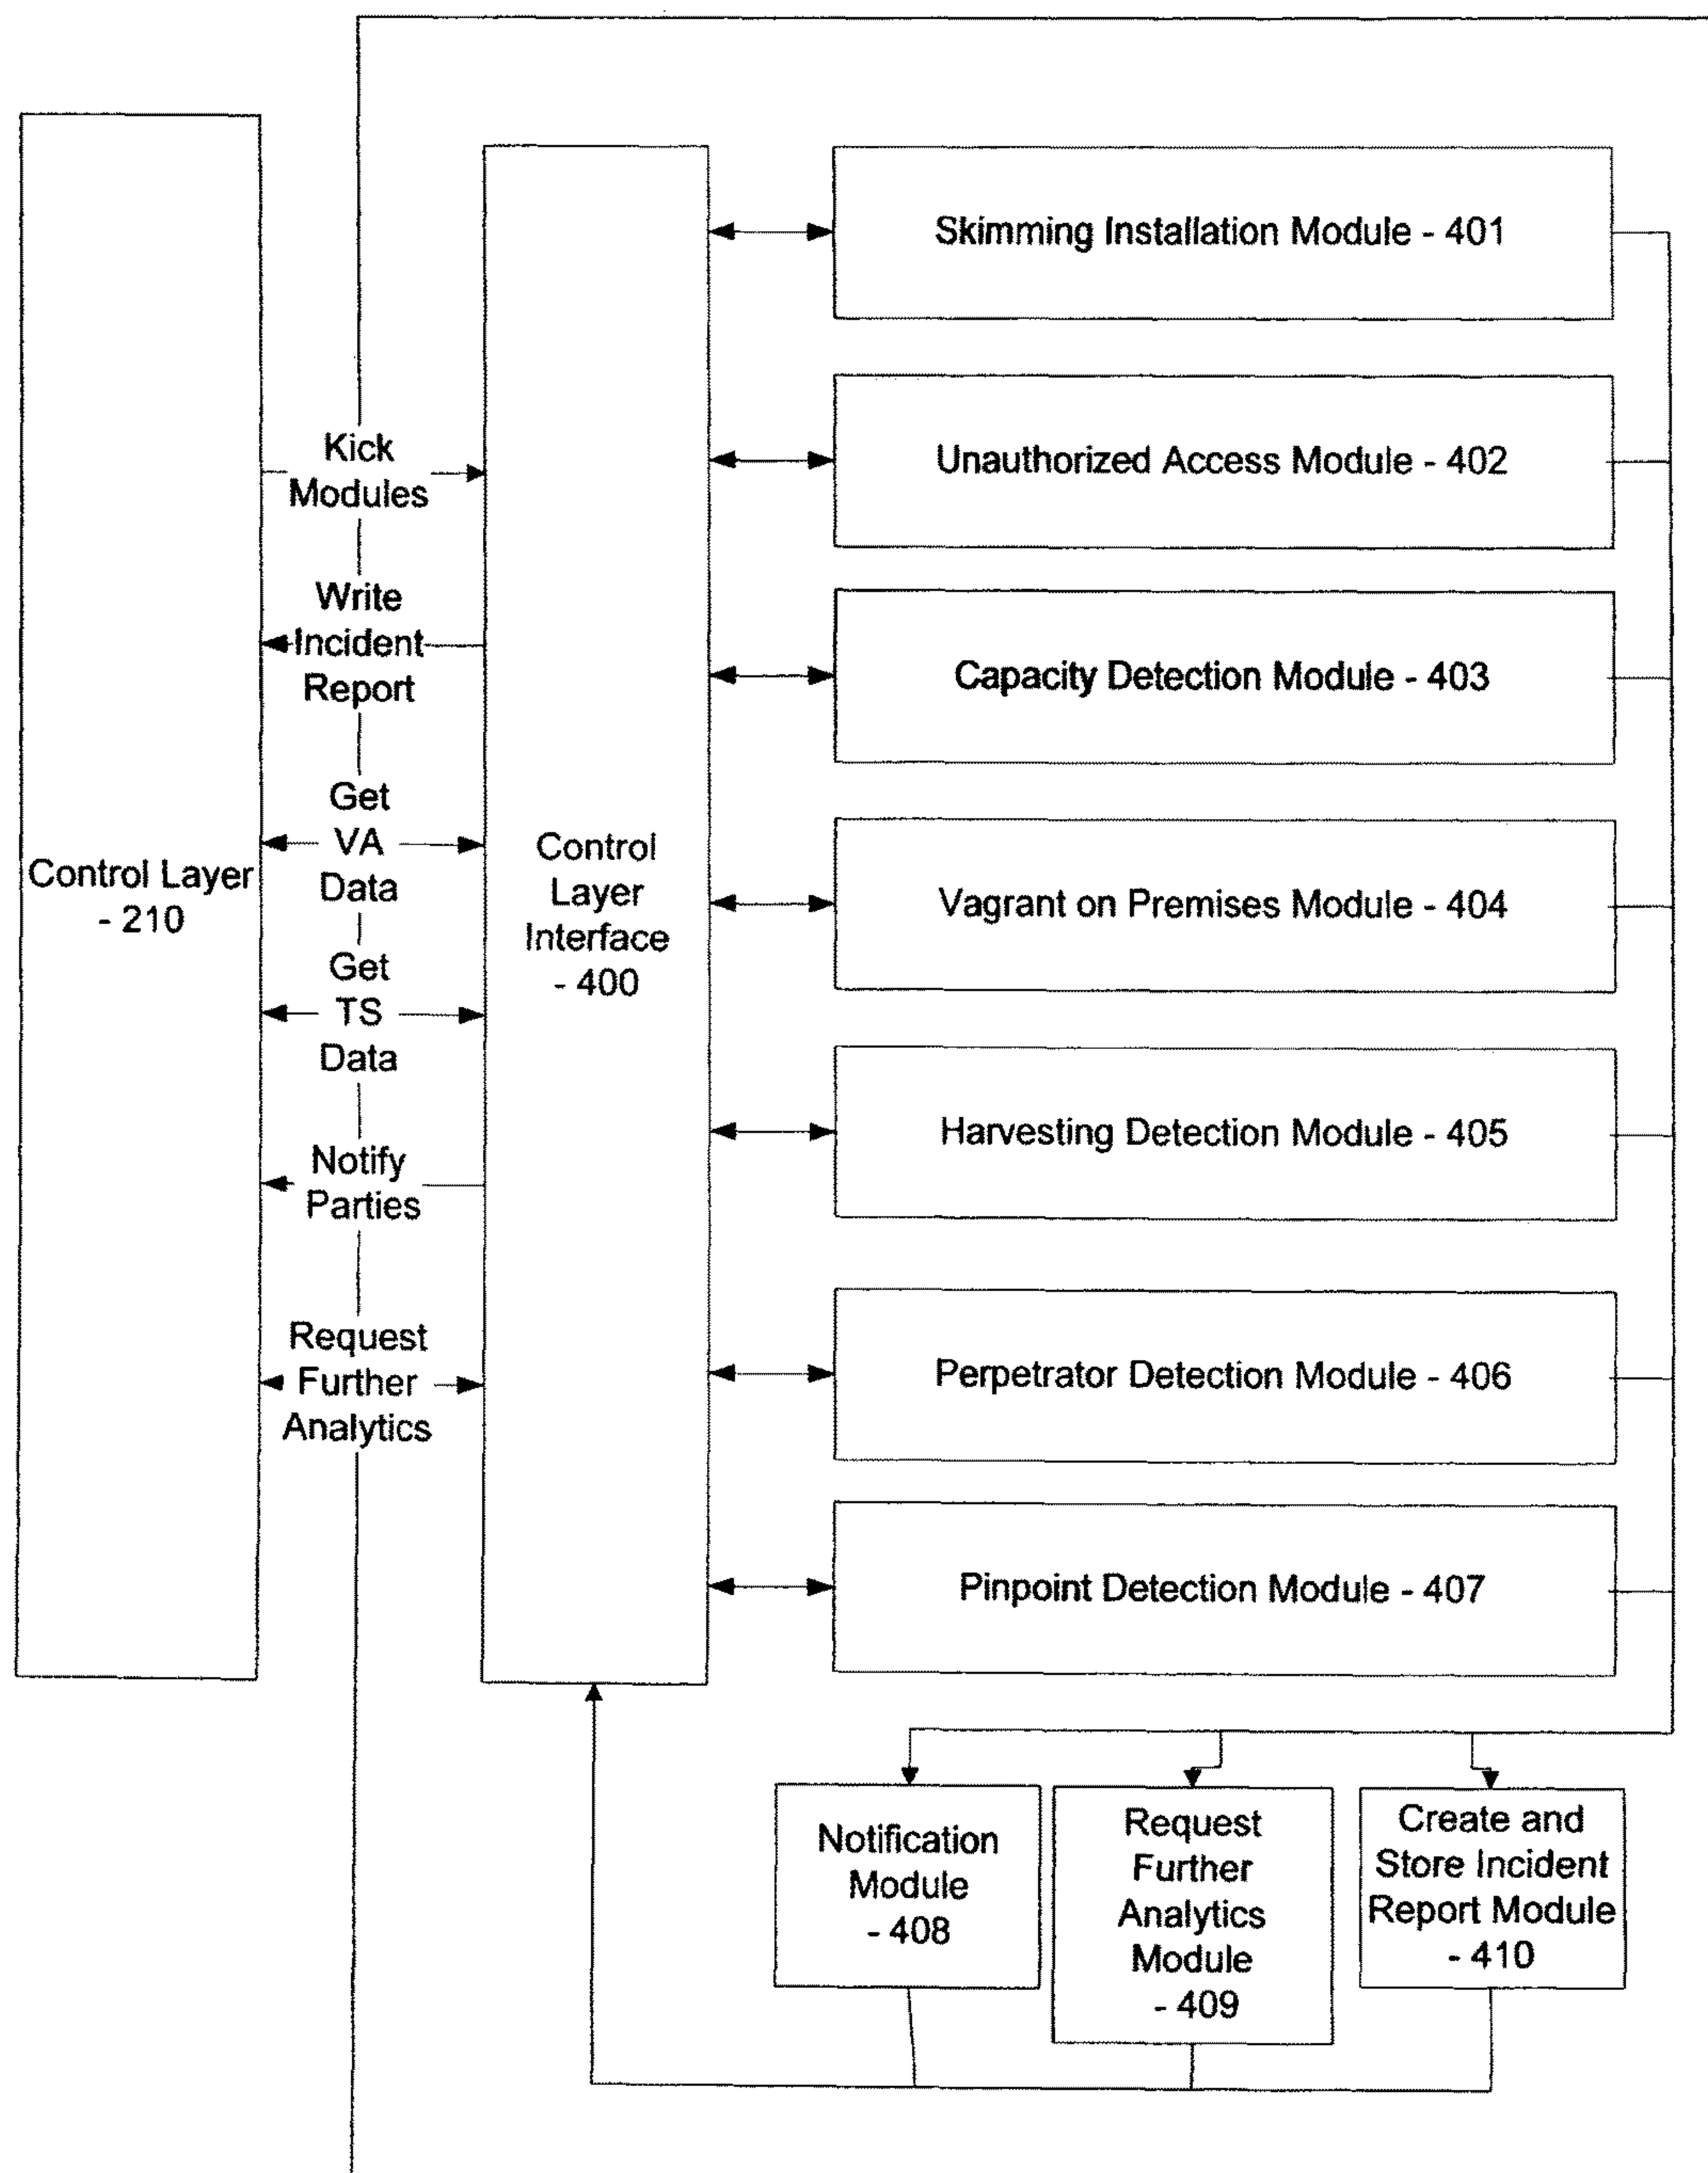 Control Layer
- 210
Kick
Modules
Write
Incident
Report
Get
VA
Data
Get
TS
Data
Notify
Parties
Request
Further
Analytics
Control
Layer
Interface
- 400
Skimming Installation Module - 401
Unauthorized Access Module - 402
Capacity Detection Module - 403
Vagrant on Premises Module - 404
Harvesting Detection Module - 405
Perpetrator Detection Module - 406
Pinpoint Detection Module - 407
Notification
Module
- 408
Request
Further
Analytics
Module
- 409
Create and
Store Incident
Report Module
- 410